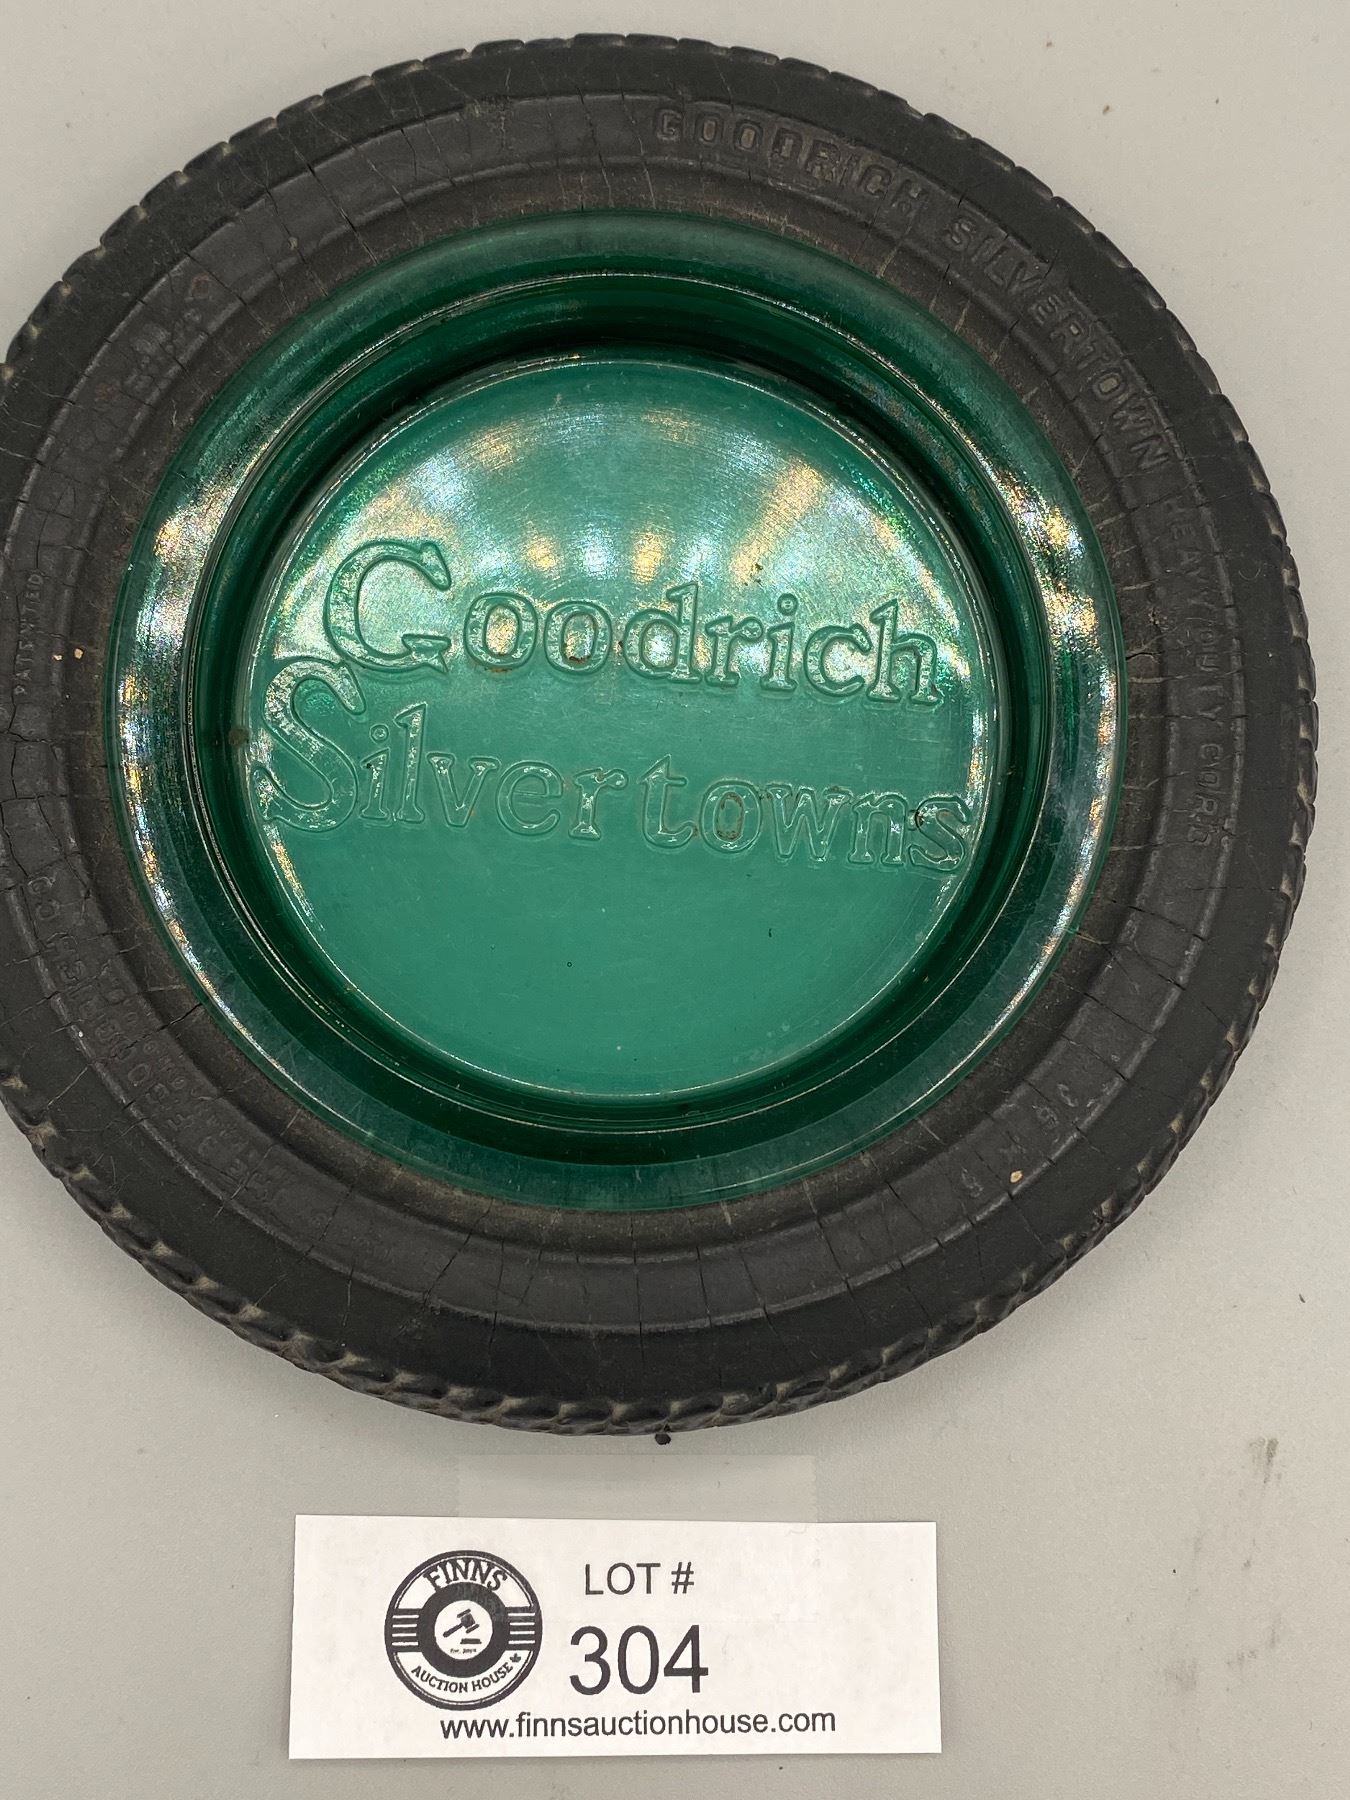 GOODRICH SILVERTOWN HEAVY DUTY CORD
PATENTED
Goodrich
Silvertowns
FINNS
AUCTION HOUSE
LOT #
304
www.finnsauctionhouse.com